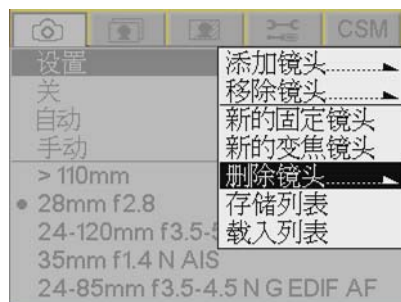 CSM
设置
关
自动
手动
> 110mm
28mm f2.8
24-120mm f3.5-5
35mm f1.4 N AIS
24-85mm f3.5-4.5 N G EDIF AF
添加镜头........
移除镜头........
新的固定镜头
新的变焦镜头
删除镜头........
存储列表
载入列表